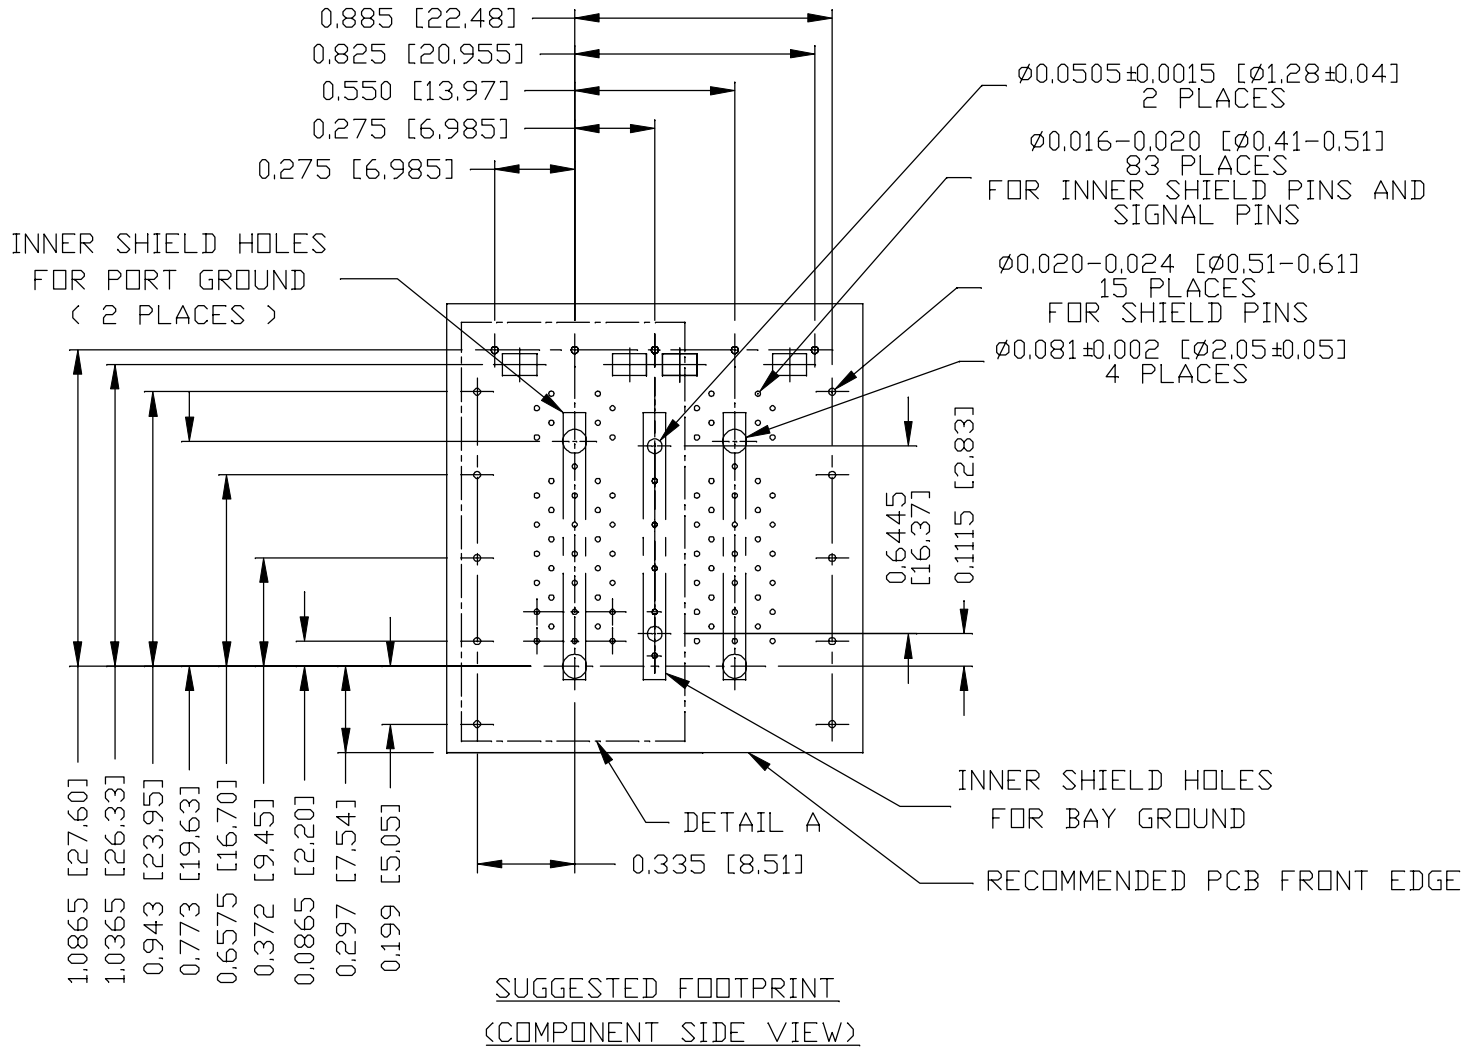 0.885 [22.48]
0.825 [20.955]
0.550 [13.97]
0.275 [6.985]
0.275 [6.985]
Ø0.0505±0.0015 [Ø1.28±0.04]
2 PLACES
Ø0.016-0.020 [Ø0.41-0.51]
83 PLACES
FOR INNER SHIELD PINS AND
SIGNAL PINS
INNER SHIELD HOLES
FOR PORT GROUND
( 2 PLACES )
Ø0.020-0.024 [Ø0.51-0.61]
15 PLACES
FOR SHIELD PINS
Ø0.081±0.002 [Ø2.05±0.05]
4 PLACES
0.6445
[16.37]
0.1115 [2.83]
1.0865 [27.60]
1.0365 [26.33]
0.943 [23.95]
0.773 [19.63]
0.6575 [16.70]
0.372 [9.45]
0.0865 [2.20]
0.297 [7.54]
0.199 [5.05]
DETAIL A
0.335 [8.51]
INNER SHIELD HOLES
FOR BAY GROUND
RECOMMENDED PCB FRONT EDGE
SUGGESTED FOOTPRINT
(COMPONENT SIDE VIEW)